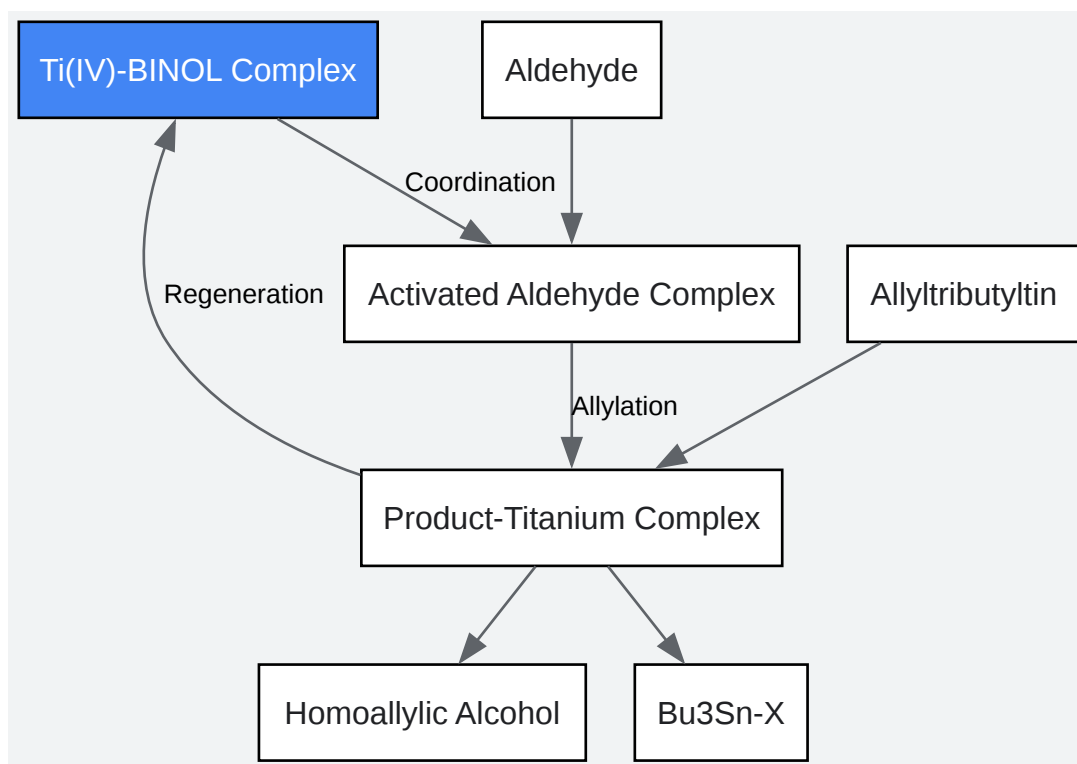 Ti(IV)-BINOL Complex
Aldehyde
Coordination
Activated Aldehyde Complex
Allyltributyltin
Regeneration
Allylation
Product-Titanium Complex
Homoallylic Alcohol
Bu3Sn-X